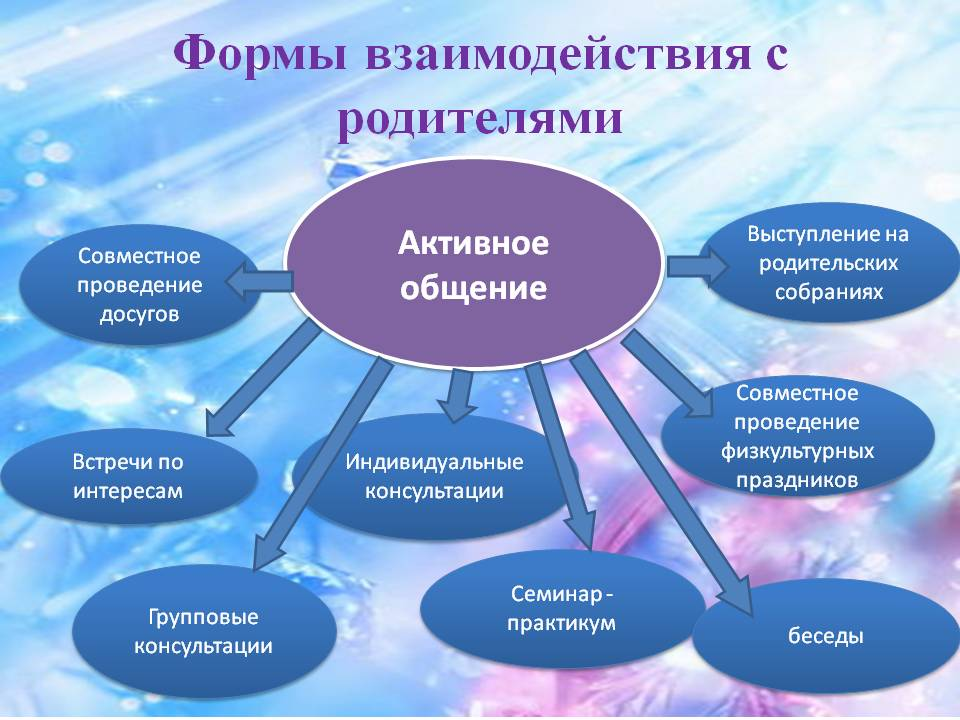 Формы взаимодействия с
родителями
Активное
общение
Совместное
проведение
досугов
Выступление на
родительских
собраниях
Совместное
проведение
физкультурных
праздников
Встречи по
интересам
Индивидуальные
консультации
Групповые
консультации
Семинар -
практикум
беседы